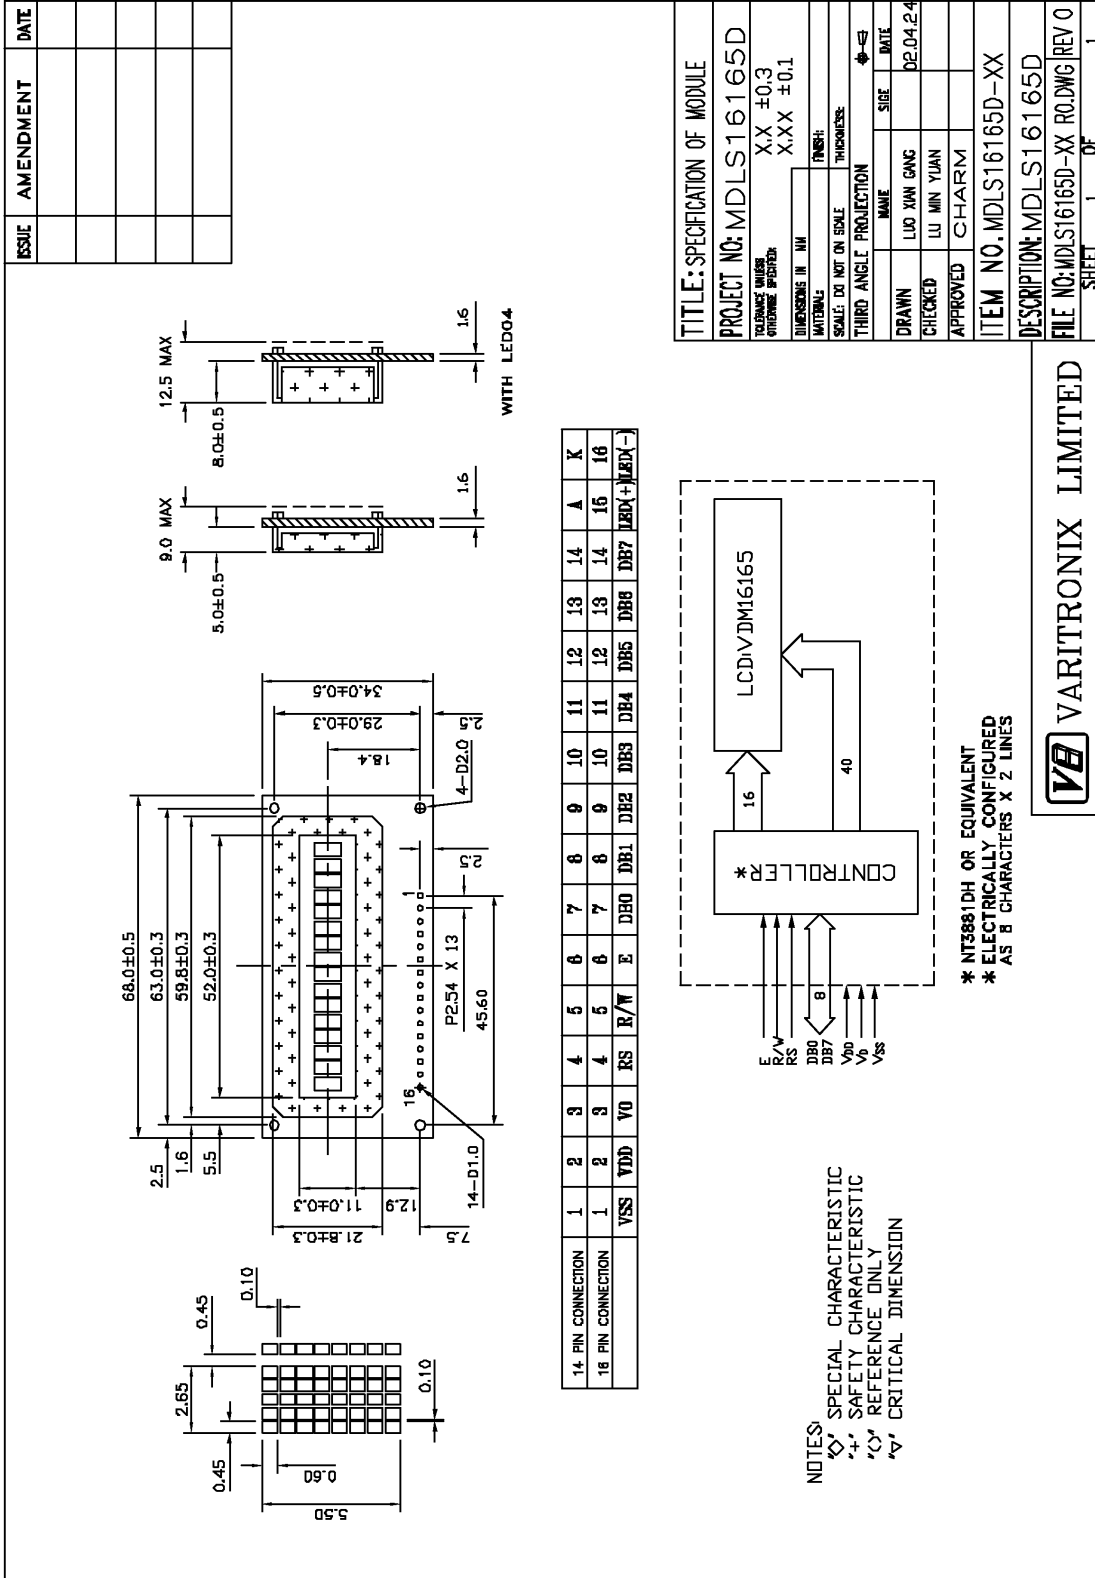 ISSUE AMENDMENT DATE
12.5 MAX
8.0±0.5
1.6
WITH LED04
9.0 MAX
5.0±0.5
1.6
68.0±0.5
63.0±0.3
59.8±0.3
52.0±0.3
2.5
1.6
5.5
34.0±0.5
29.0±0.3
18.4
2.5
4-D2.0
2.5
1
16
P2.54 X 13
45.60
14-D1.0
11.0±0.3
12.9
21.8±0.3
7.5
0.10
0.45
2.65
0.45
0.10
0.60
5.50
14 PIN CONNECTION 1 2 3 4 5 6 7 8 9 10 11 12 13 14 A K
16 PIN CONNECTION 1 2 3 4 5 6 7 8 9 10 11 12 13 14 15 16
VSS VDD VO RS R/W E DB0 DB1 DB2 DB3 DB4 DB5 DB6 DB7 LED(+) LED(-)
LCD:VDM16165
16
40
CONTROLLER*
E
R/W
RS
DB0
DB7
8
VDD
VO
VSS
* NT3881DH OR EQUIVALENT
* ELECTRICALLY CONFIGURED
AS 8 CHARACTERS X 2 LINES
NOTES:
'◇' SPECIAL CHARACTERISTIC
'+' SAFETY CHARACTERISTIC
'()' REFERENCE ONLY
'▽' CRITICAL DIMENSION
TITLE: SPECIFICATION OF MODULE
PROJECT NO: MDLS16165D
TOLERANCE UNLESS
OTHERWISE SPECIFIED:
X.X ±0.3
X.XX ±0.1
DIMENSIONS IN MM
MATERIAL: FINISH:
SCALE: DO NOT ON SCALE THICKNESS:
THIRD ANGLE PROJECTION
NAME SIGE DATE
DRAWN LUO XIAN GANG 02.04.24
CHECKED LU MIN YUAN
APPROVED CHARM
ITEM NO. MDLS16165D-XX
DESCRIPTION: MDLS16165D
FILE NO: MDLS16165D-XX R0.DWG REV 0
SHEET 1 OF 1
VARITRONIX LIMITED